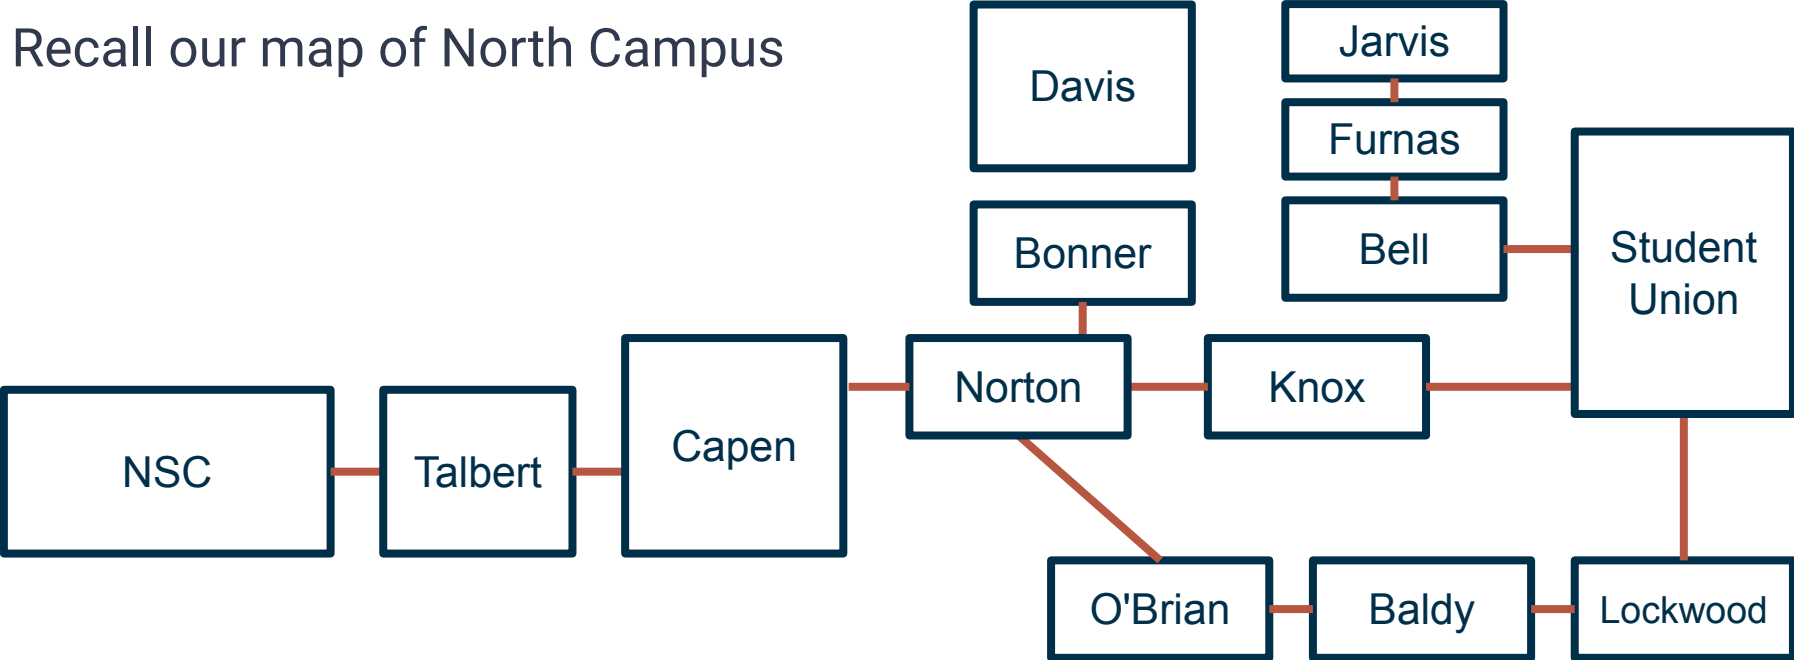 Recall our map of North Campus
Jarvis
Davis
Furnas
Bonner
Bell
Student
Union
Norton
Knox
Capen
NSC
Talbert
O'Brian
Baldy
Lockwood